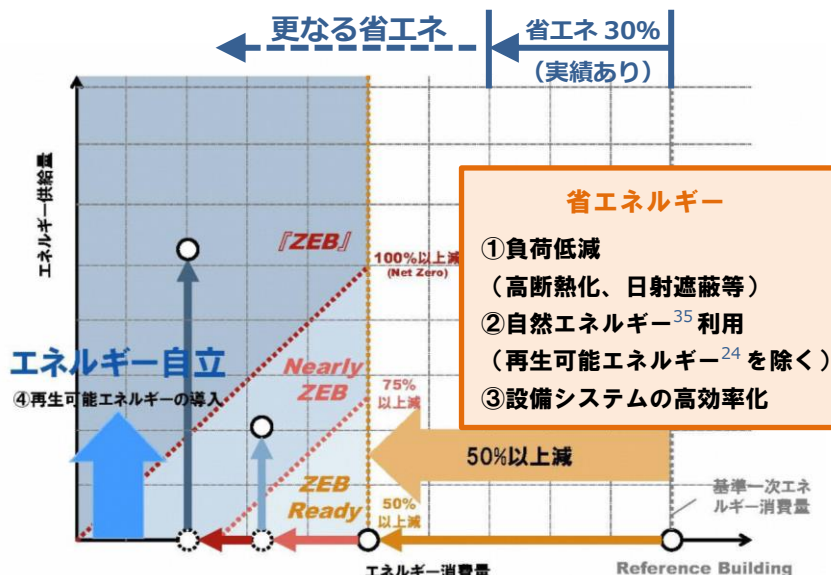 更なる省エネ
省エネ 30%
（実績あり）
エネルギー供給量
省エネルギー
①負荷低減
（高断熱化、日射遮蔽等）
②自然エネルギー35 利用
（再生可能エネルギー24 を除く）
③設備システムの高効率化
『ZEB』
100%以上減
(Net Zero)
エネルギー自立
④再生可能エネルギーの導入
Nearly
ZEB
75%
以上減
50%以上減
ZEB
Ready
50%
以上減
基準一次エネ
ルギー消費量
エネルギー消費量
Reference Building